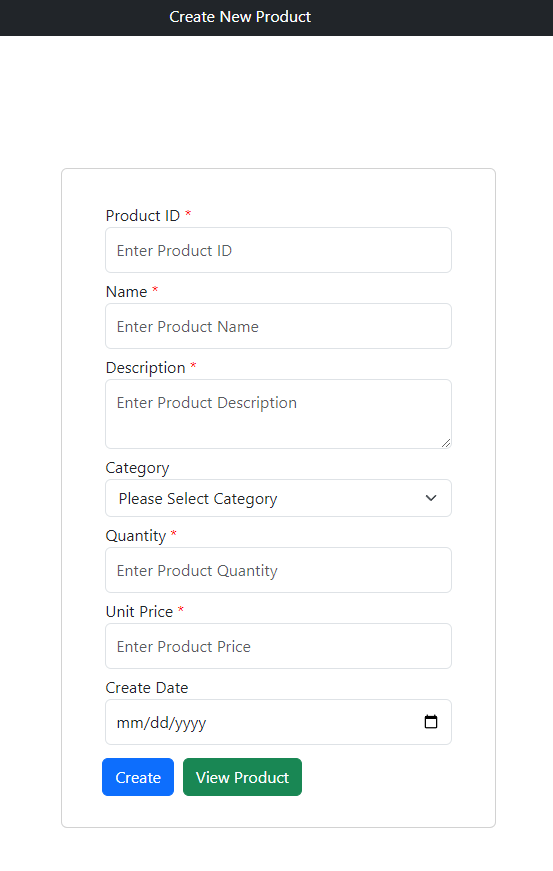 Create New Product
Product ID *
Enter Product ID
Name *
Enter Product Name
Description *
Enter Product Description
Category
Please Select Category
Quantity *
Enter Product Quantity
Unit Price *
Enter Product Price
Create Date
mm/dd/yyyy
Create View Product